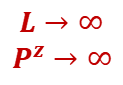 L → ∞
P^z → ∞